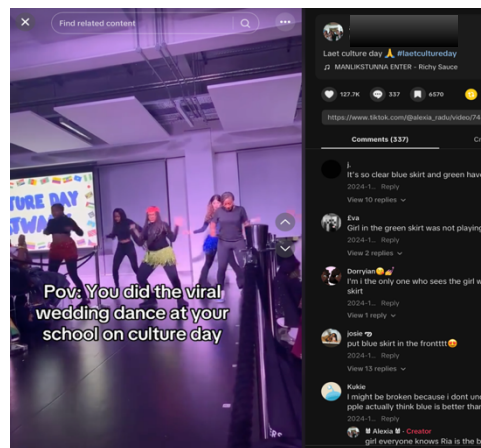 Find related content
Laet culture day 🙏 #laetcultureday
MANLIKSTUNNA ENTER - Richy Sauce
127.7K 337 6570
https://www.tiktok.com/@alexia_radu/video/74
Comments (337)
j.
It's so clear blue skirt and green have
2024-1... Reply
View 10 replies
Eva
Girl in the green skirt was not playing
2024-1... Reply
View 2 replies
Dorryian
I'm i the only one who sees the girl w
skirt
2024-1... Reply
View 1 reply
josie
put blue skirt in the fronttttt😍
2024-1... Reply
View 13 replies
Kukie
I might be broken because i dont und
pple actually think blue is better than
2024-1... Reply
Alexia · Creator
girl everyone knows Ria is the b
TURE DAY
TWA
Pov: You did the viral
wedding dance at your
school on culture day